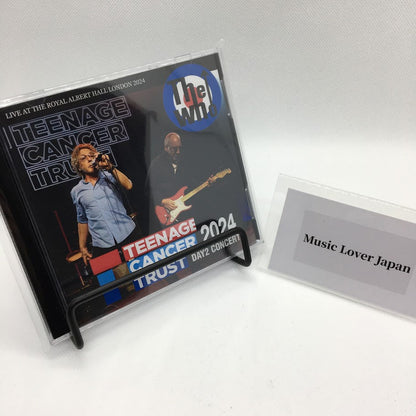 LIVE AT THE ROYAL ALBERT HALL LONDON 2024
TEENAGE
CANCER
TRUST
The
Who
TEENAGE
CANCER
TRUST
2024
DAY2 CONCERT
Music Lover Japan